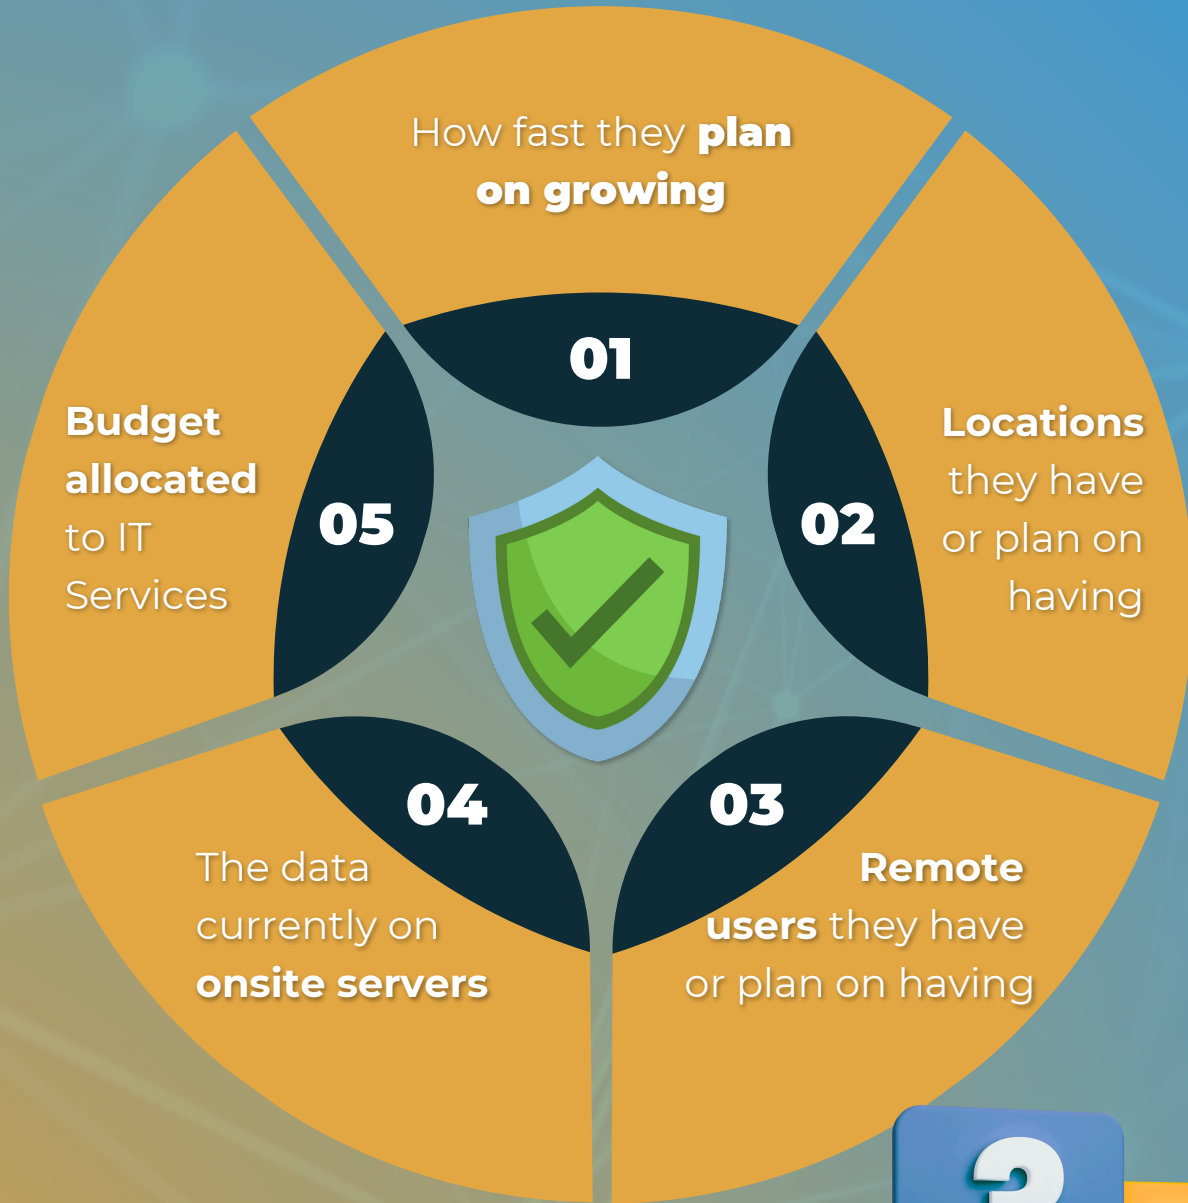 How fast they plan
on growing
01
Locations
they have
or plan on
having
02
03
Remote
users they have
or plan on having
04
The data
currently on
onsite servers
Budget
allocated
to IT
Services
05